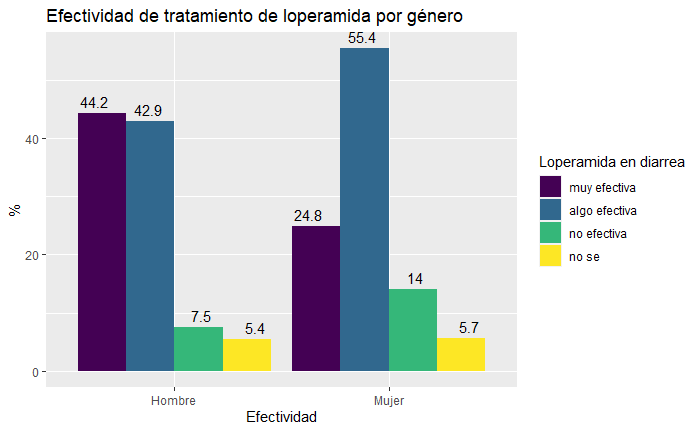 Efectividad de tratamiento de loperamida por género
%
40
20
0
44.2
42.9
7.5
5.4
24.8
55.4
14
5.7
Hombre
Mujer
Efectividad
Loperamida en diarrea
muy efectiva
algo efectiva
no efectiva
no se